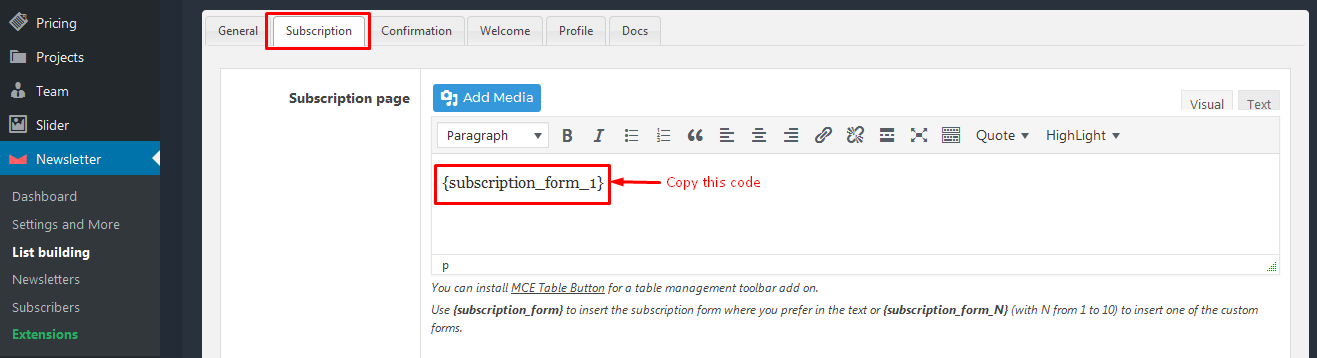 Pricing
Projects
Team
Slider
Newsletter
Dashboard
Settings and More
List building
Newsletters
Subscribers
Extensions
General Subscription Confirmation Welcome Profile Docs
Subscription page
Add Media
Visual Text
Paragraph B I Quote HighLight
{subscription_form_1}
Copy this code
p
You can install MCE Table Button for a table management toolbar add on.
Use {subscription_form} to insert the subscription form where you prefer in the text or {subscription_form_N} (with N from 1 to 10) to insert one of the custom
forms.